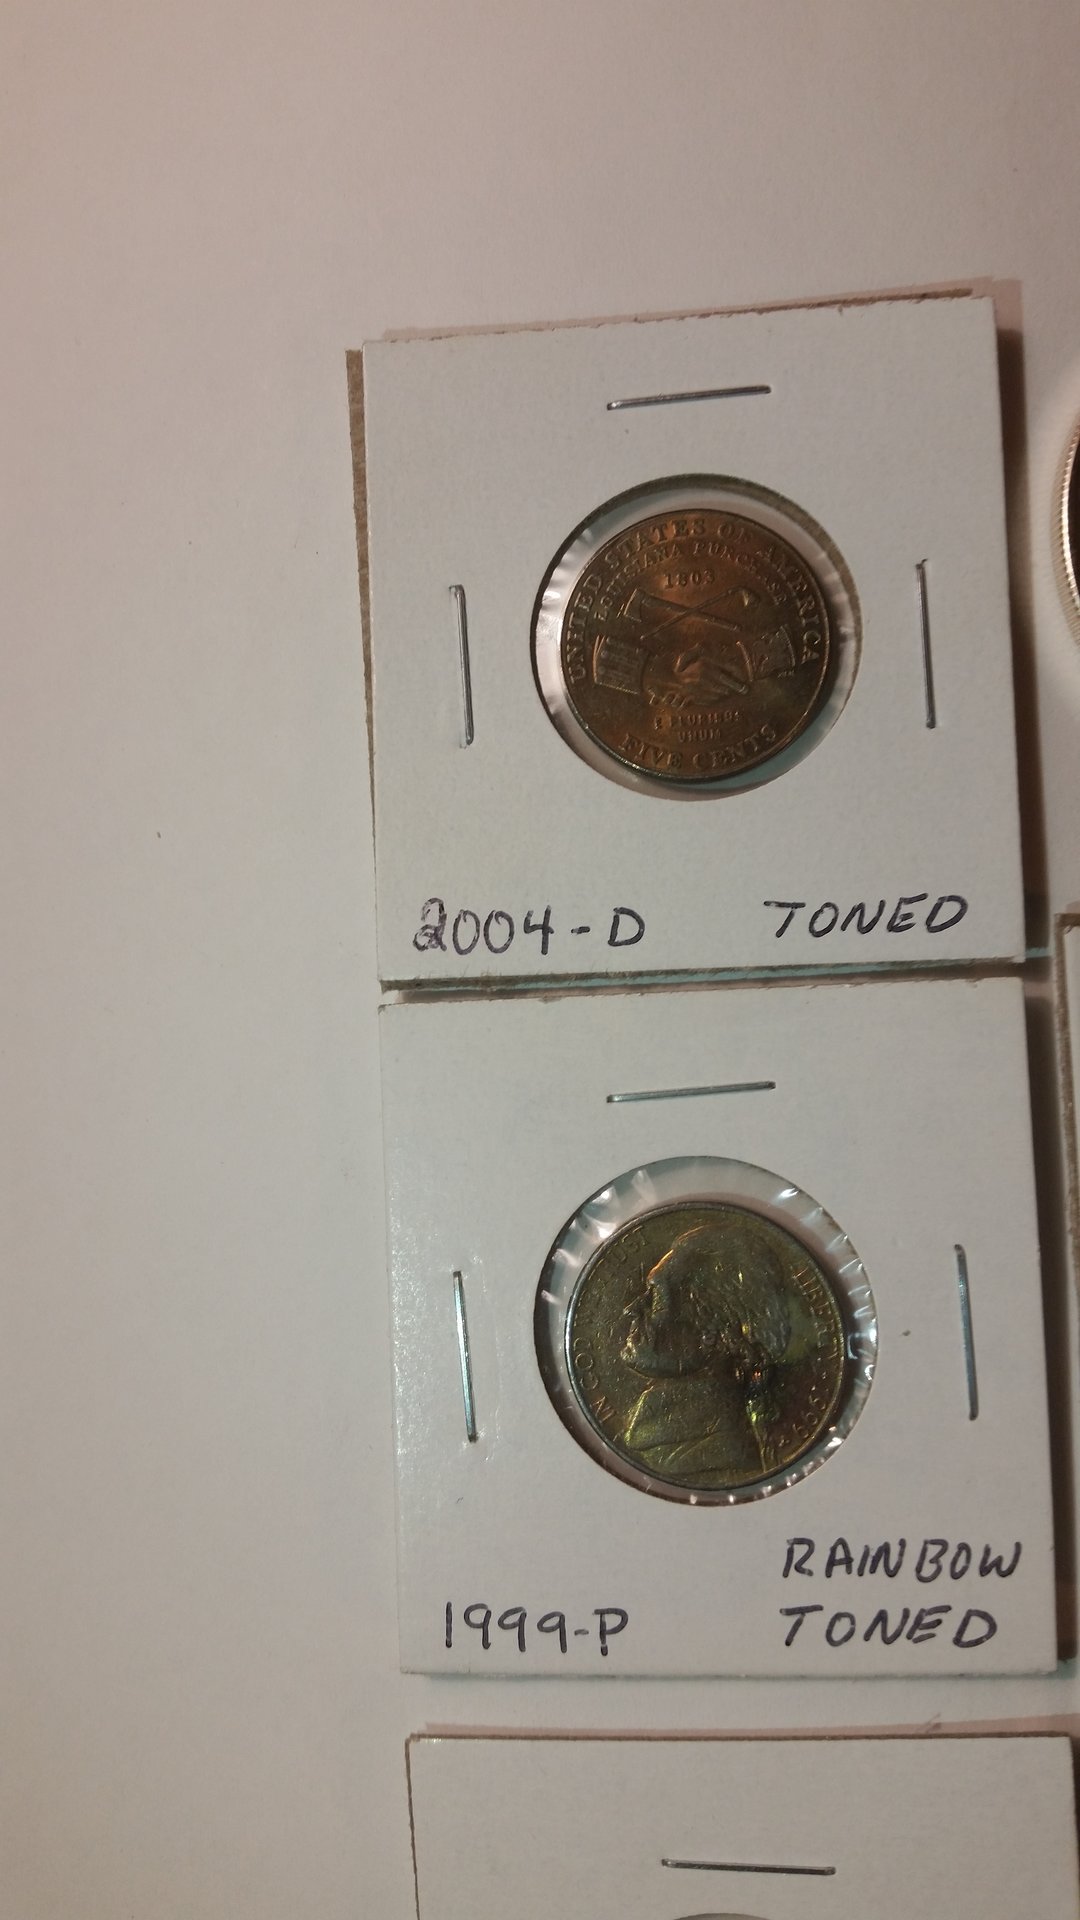 UNITED STATES OF AMERICA
LOUISIANA PURCHASE
1803
E PLURIBUS
UNUM
FIVE CENTS
2004-D TONED
IN GOD WE TRUST
LIBERTY
1999
P
RAINBOW
1999-P TONED